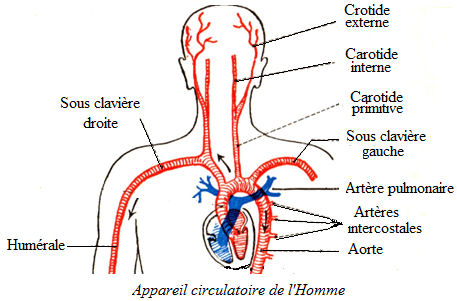 Crotide
externe
Carotide
interne
Sous clavière
droite
Carotide
primitive
Sous clavière
gauche
Artère pulmonaire
Artères
intercostales
Humérale
Aorte
Appareil circulatoire de l'Homme